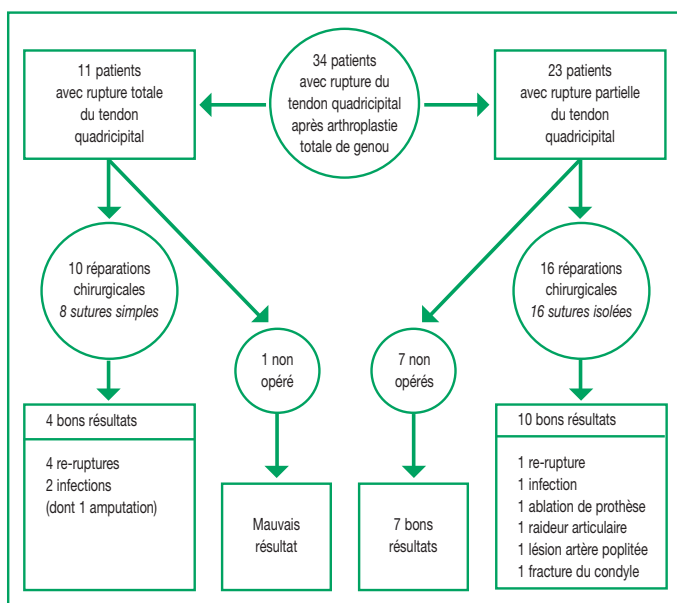 34 patients
avec rupture du
tendon quadricipital
après arthroplastie
totale de genou
11 patients
avec rupture totale
du tendon
quadricipital
23 patients
avec rupture partielle
du tendon
quadricipital
10 réparations
chirurgicales
8 sutures simples
1 non
opéré
7 non
opérés
16 réparations
chirurgicales
16 sutures isolées
4 bons résultats
4 re-ruptures
2 infections
(dont 1 amputation)
Mauvais
résultat
7 bons
résultats
10 bons résultats
1 re-rupture
1 infection
1 ablation de prothèse
1 raideur articulaire
1 lésion artère poplitée
1 fracture du condyle